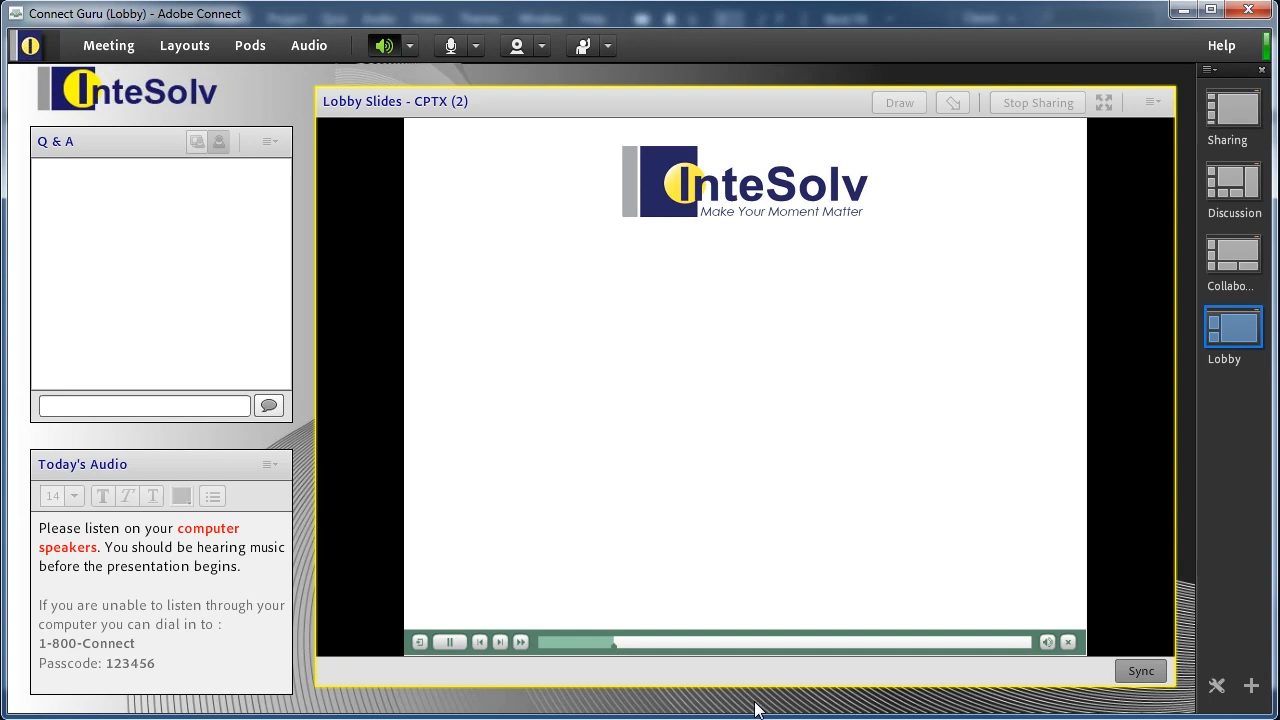 Connect Guru (Lobby) - Adobe Connect
Meeting Layouts Pods Audio Help
InteSolv
Q & A
Lobby Slides - CPTX (2)
Draw
Stop Sharing
InteSolv
Make Your Moment Matter
Sharing
Discussion
Collabo...
Lobby
Today's Audio
14 T T T
Please listen on your computer
speakers. You should be hearing music
before the presentation begins.
If you are unable to listen through your
computer you can dial in to :
1-800-Connect
Passcode: 123456
Sync